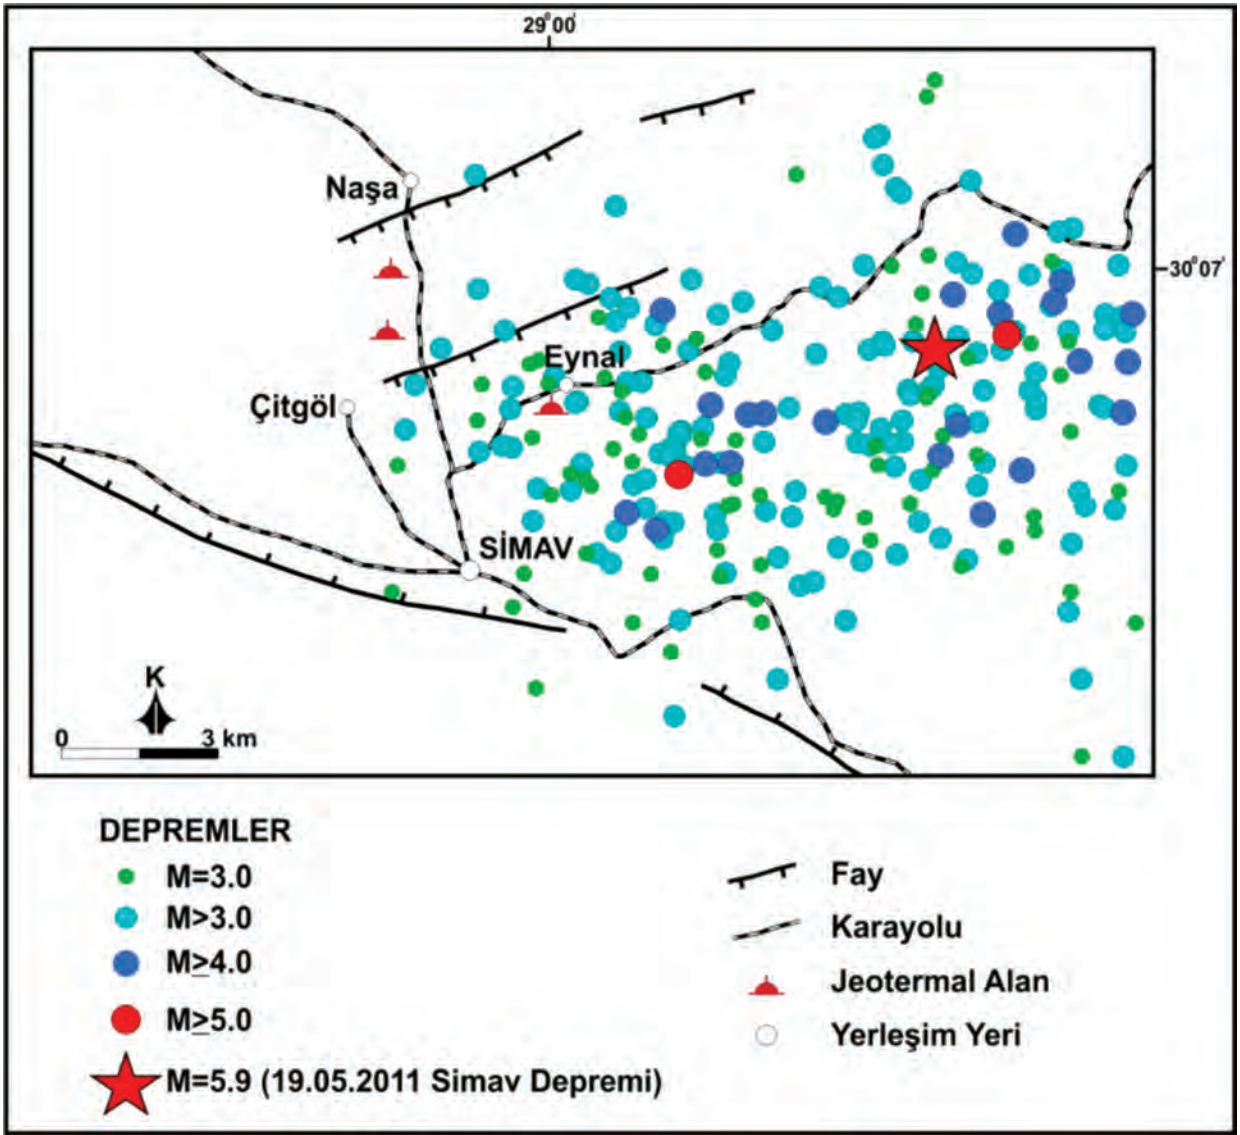 29°00'
Naşa
30°07'
Eynal
Çitgöl
SİMAV
K
0 3 km
DEPREMLER
M=3.0
M>3.0
M≥4.0
M≥5.0
M=5.9 (19.05.2011 Simav Depremi)
Fay
Karayolu
Jeotermal Alan
Yerleşim Yeri